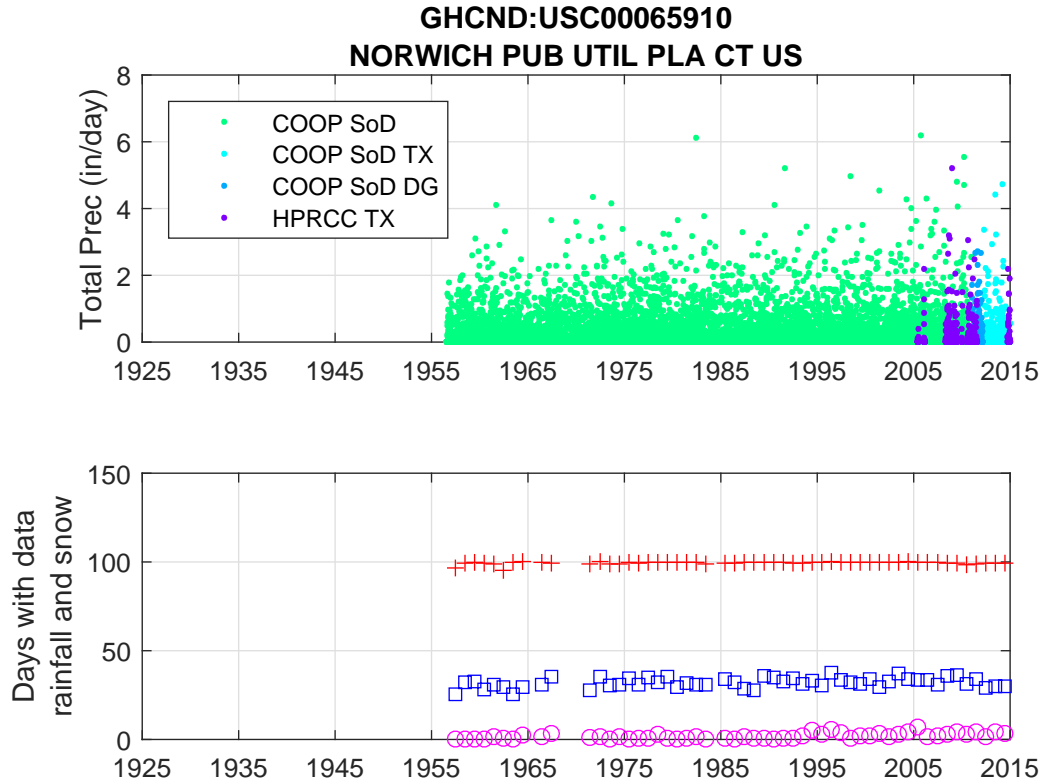 GHCND:USC00065910
NORWICH PUB UTIL PLA CT US
Total Prec (in/day)
8
6
4
2
0
COOP SoD
COOP SoD TX
COOP SoD DG
HPRCC TX
1925 1935 1945 1955 1965 1975 1985 1995 2005 2015
Days with data
rainfall and snow
150
100
50
0
1925 1935 1945 1955 1965 1975 1985 1995 2005 2015